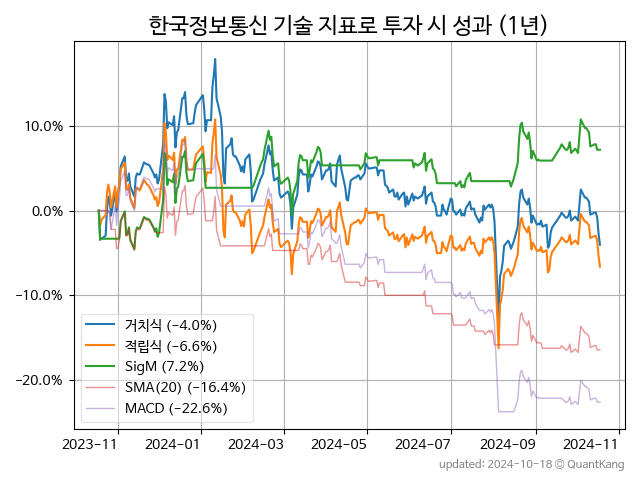 한국정보통신 기술 지표로 투자 시 성과 (1년)
10.0%
0.0%
−10.0%
−20.0%
거치식 (−4.0%)
적립식 (−6.6%)
SigM (7.2%)
SMA(20) (−16.4%)
MACD (−22.6%)
2023-11 2024-01 2024-03 2024-05 2024-07 2024-09 2024-11
updated: 2024-10-18 © QuantKang